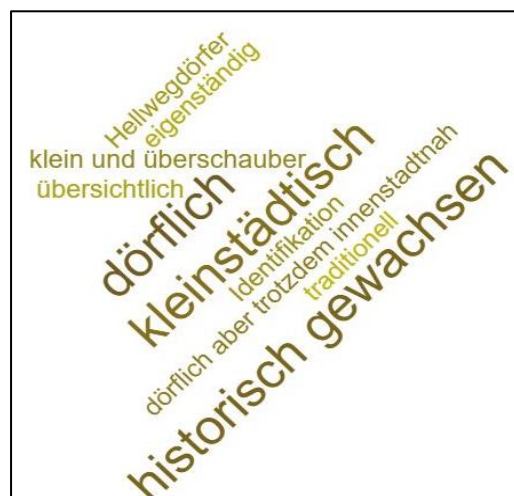 Hellwegdörfer
eigenständig
klein und überschauber
übersichtlich
dörflich
kleinstädtisch
Identifikation
dörflich aber trotzdem innenstadtnah
traditionell
historisch gewachsen